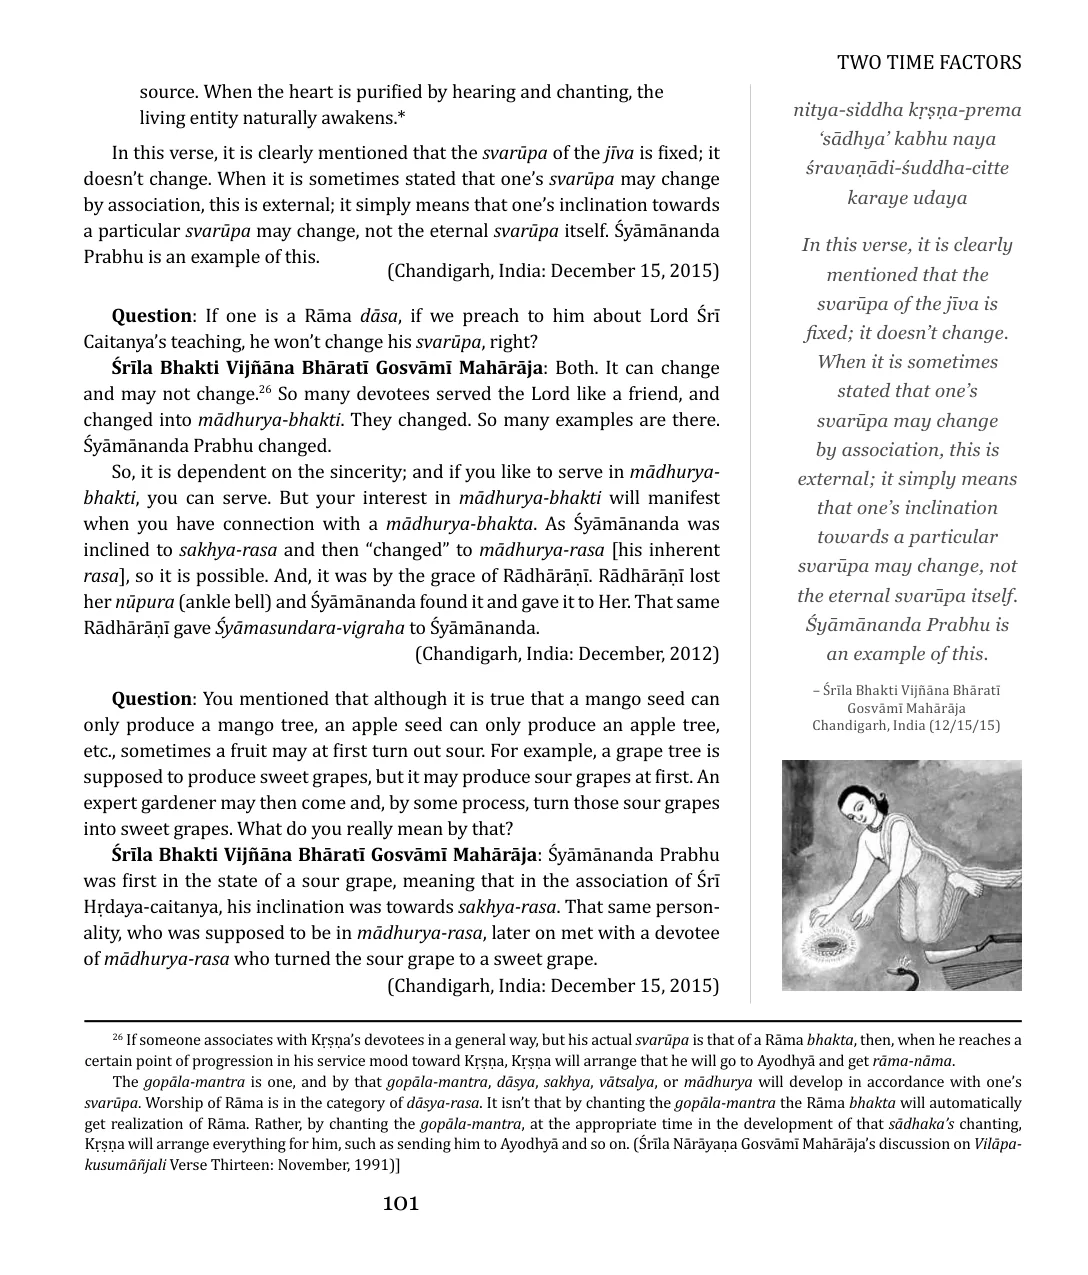 TWO TIME FACTORS
source. When the heart is purified by hearing and chanting, the
living entity naturally awakens.*
In this verse, it is clearly mentioned that the svarūpa of the jīva is fixed; it
doesn’t change. When it is sometimes stated that one’s svarūpa may change
by association, this is external; it simply means that one’s inclination towards
a particular svarūpa may change, not the eternal svarūpa itself. Śyāmānanda
Prabhu is an example of this.
(Chandigarh, India: December 15, 2015)
Question: If one is a Rāma dāsa, if we preach to him about Lord Śrī
Caitanya’s teaching, he won’t change his svarūpa, right?
Śrīla Bhakti Vijñāna Bhāratī Gosvāmī Mahārāja: Both. It can change
and may not change.26 So many devotees served the Lord like a friend, and
changed into mādhurya-bhakti. They changed. So many examples are there.
Śyāmānanda Prabhu changed.
So, it is dependent on the sincerity; and if you like to serve in mādhurya-
bhakti, you can serve. But your interest in mādhurya-bhakti will manifest
when you have connection with a mādhurya-bhakta. As Śyāmānanda was
inclined to sakhya-rasa and then “changed” to mādhurya-rasa [his inherent
rasa], so it is possible. And, it was by the grace of Rādhārāṇī. Rādhārāṇī lost
her nūpura (ankle bell) and Śyāmānanda found it and gave it to Her. That same
Rādhārāṇī gave Śyāmasundara-vigraha to Śyāmānanda.
(Chandigarh, India: December, 2012)
Question: You mentioned that although it is true that a mango seed can
only produce a mango tree, an apple seed can only produce an apple tree,
etc., sometimes a fruit may at first turn out sour. For example, a grape tree is
supposed to produce sweet grapes, but it may produce sour grapes at first. An
expert gardener may then come and, by some process, turn those sour grapes
into sweet grapes. What do you really mean by that?
Śrīla Bhakti Vijñāna Bhāratī Gosvāmī Mahārāja: Śyāmānanda Prabhu
was first in the state of a sour grape, meaning that in the association of Śrī
Hṛdaya-caitanya, his inclination was towards sakhya-rasa. That same person-
ality, who was supposed to be in mādhurya-rasa, later on met with a devotee
of mādhurya-rasa who turned the sour grape to a sweet grape.
(Chandigarh, India: December 15, 2015)
nitya-siddha kṛṣṇa-prema
‘sādhya’ kabhu naya
śravaṇādi-śuddha-citte
karaye udaya
In this verse, it is clearly
mentioned that the
svarūpa of the jīva is
fixed; it doesn’t change.
When it is sometimes
stated that one’s
svarūpa may change
by association, this is
external; it simply means
that one’s inclination
towards a particular
svarūpa may change, not
the eternal svarūpa itself.
Śyāmānanda Prabhu is
an example of this.
– Śrīla Bhakti Vijñāna Bhāratī
Gosvāmī Mahārāja
Chandigarh, India (12/15/15)
26 If someone associates with Kṛṣṇa’s devotees in a general way, but his actual svarūpa is that of a Rāma bhakta, then, when he reaches a
certain point of progression in his service mood toward Kṛṣṇa, Kṛṣṇa will arrange that he will go to Ayodhyā and get rāma-nāma.
The gopāla-mantra is one, and by that gopāla-mantra, dāsya, sakhya, vātsalya, or mādhurya will develop in accordance with one’s
svarūpa. Worship of Rāma is in the category of dāsya-rasa. It isn’t that by chanting the gopāla-mantra the Rāma bhakta will automatically
get realization of Rāma. Rather, by chanting the gopāla-mantra, at the appropriate time in the development of that sādhaka’s chanting,
Kṛṣṇa will arrange everything for him, such as sending him to Ayodhyā and so on. (Śrīla Nārāyaṇa Gosvāmī Mahārāja’s discussion on Vilāpa-
kusumāñjali Verse Thirteen: November, 1991)]
101